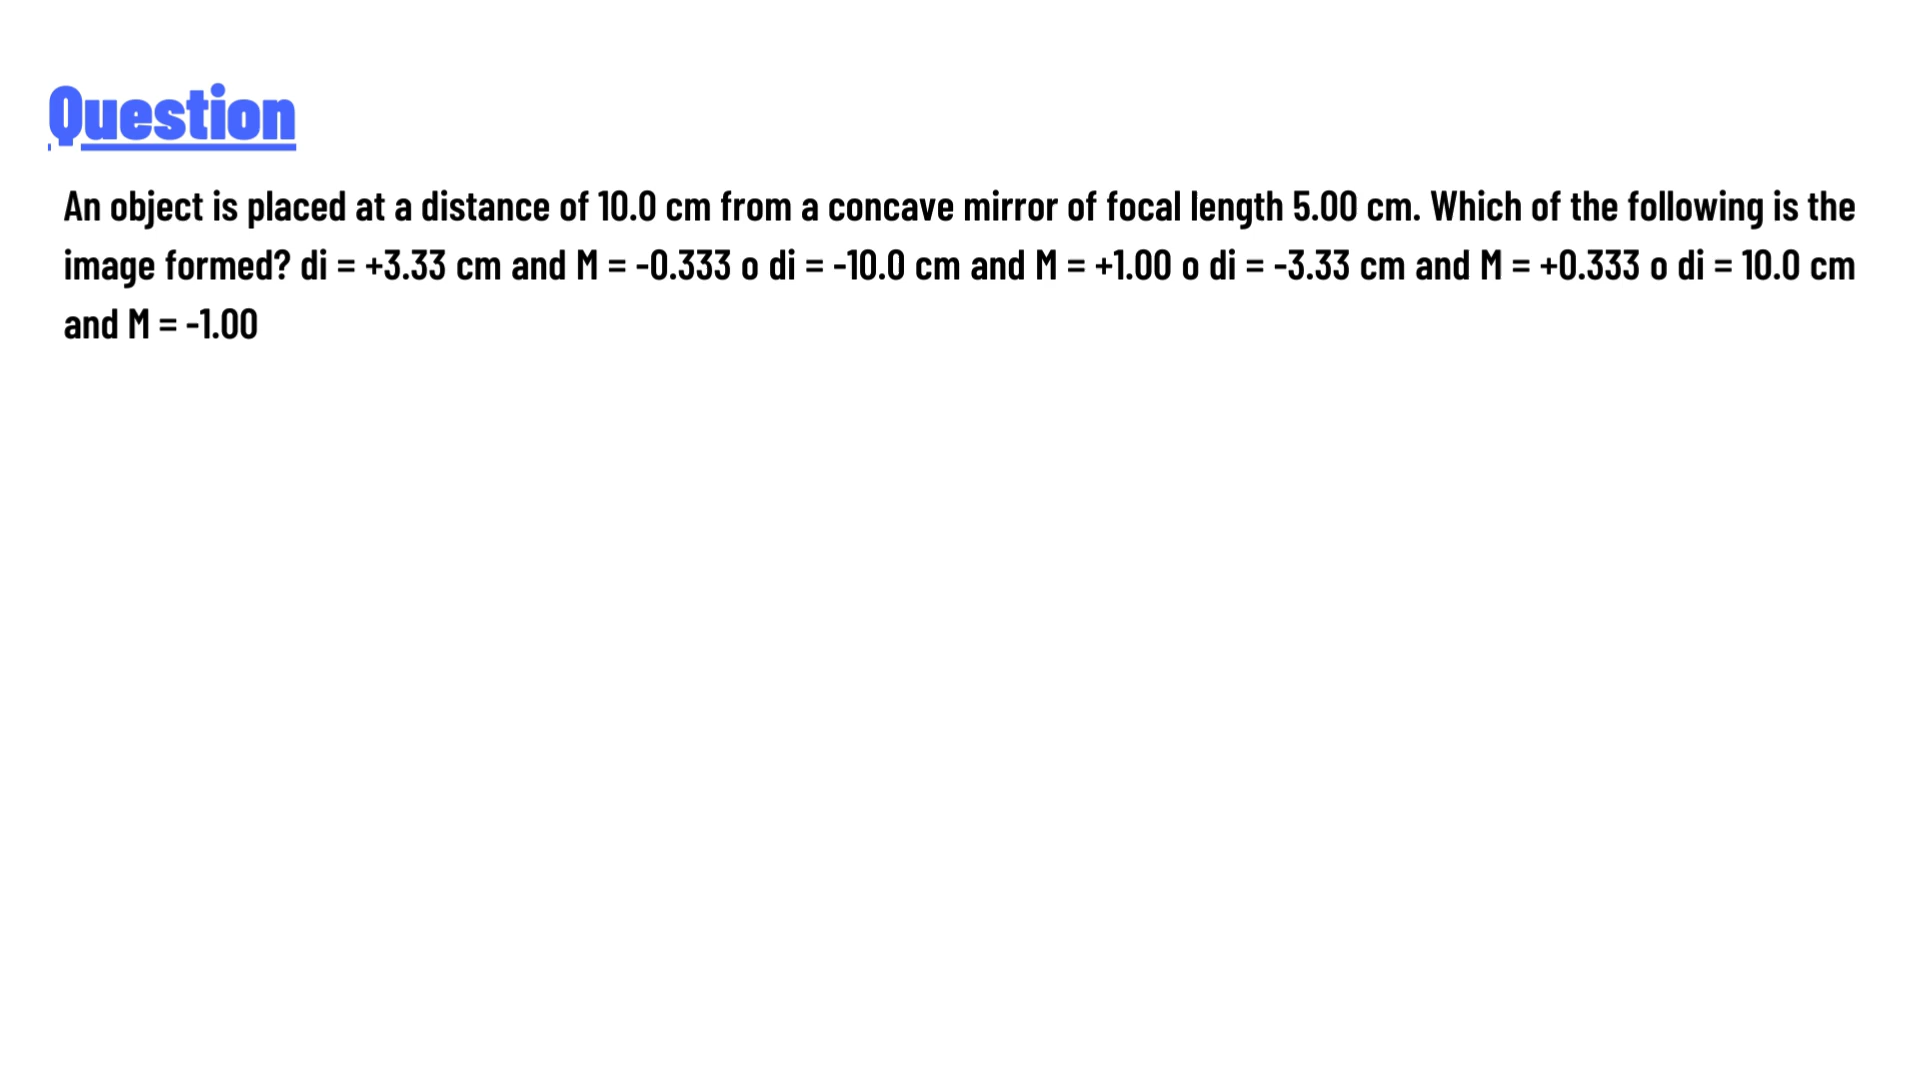 Question
An object is placed at a distance of 10.0 cm from a concave mirror of focal length 5.00 cm. Which of the following is the
image formed? di = +3.33 cm and M = -0.333 o di = -10.0 cm and M = +1.00 o di = -3.33 cm and M = +0.333 o di = 10.0 cm
and M = -1.00